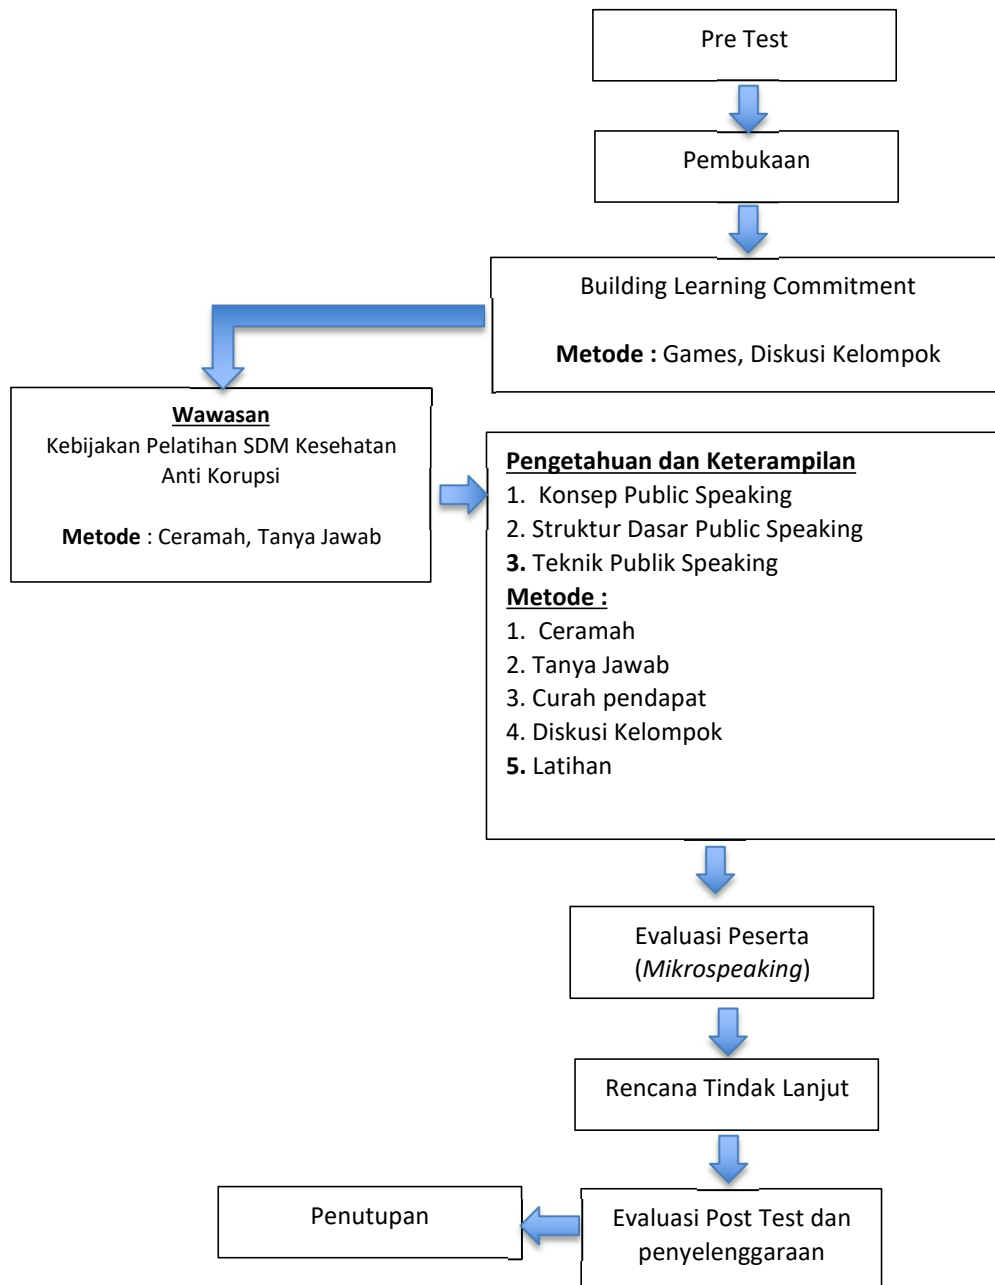 Pre Test
Pembukaan
Building Learning Commitment
Metode : Games, Diskusi Kelompok
Wawasan
Kebijakan Pelatihan SDM Kesehatan
Anti Korupsi
Metode : Ceramah, Tanya Jawab
Pengetahuan dan Keterampilan
1. Konsep Public Speaking
2. Struktur Dasar Public Speaking
3. Teknik Publik Speaking
Metode :
1. Ceramah
2. Tanya Jawab
3. Curah pendapat
4. Diskusi Kelompok
5. Latihan
Evaluasi Peserta
(Mikrospeaking)
Rencana Tindak Lanjut
Evaluasi Post Test dan
penyelenggaraan
Penutupan